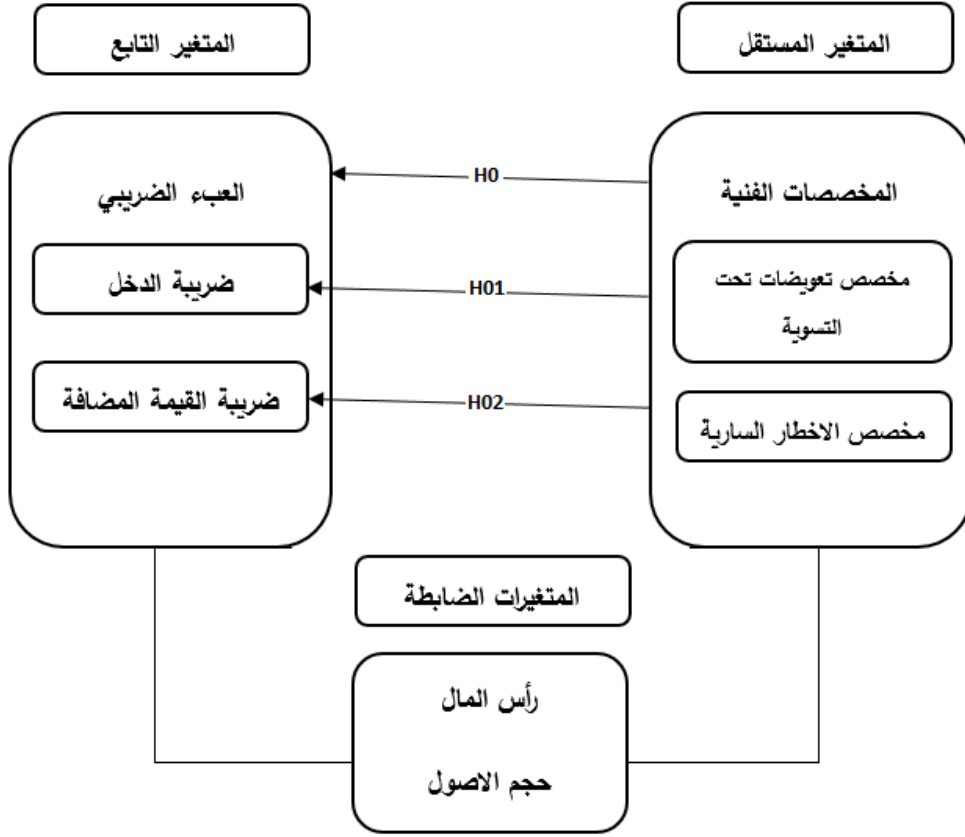 المتغير المستقل
المتغير التابع
المخصصات الفنية
العبء الضريبي
H0
مخصص تعويضات تحت
التسوية
ضريبة الدخل
H01
مخصص الاخطار السارية
ضريبة القيمة المضافة
H02
المتغيرات الضابطة
رأس المال
حجم الاصول